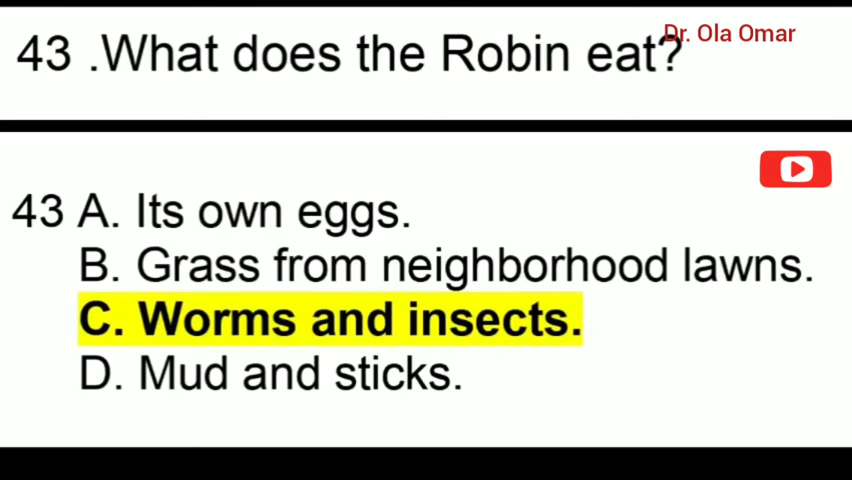 Dr. Ola Omar
43 .What does the Robin eat?
43 A. Its own eggs.
B. Grass from neighborhood lawns.
C. Worms and insects.
D. Mud and sticks.